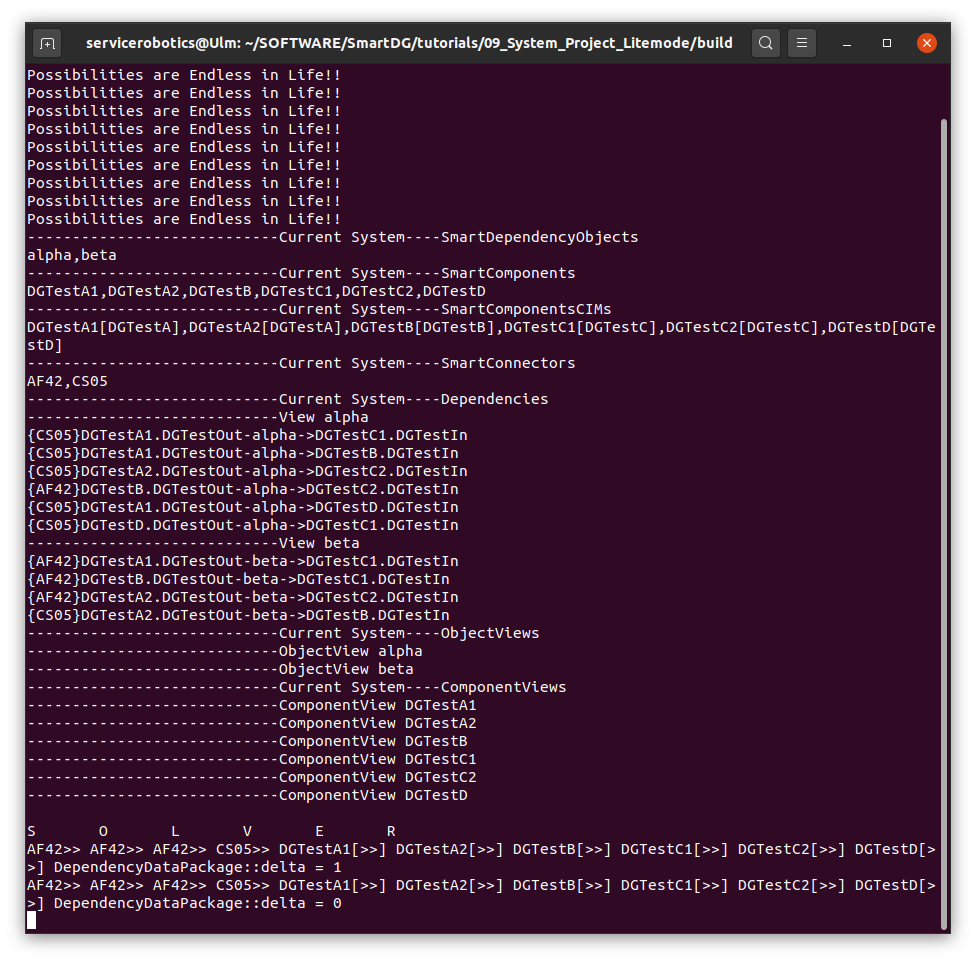 servicerobotics@Ulm: ~/SOFTWARE/SmartDG/tutorials/09_System_Project_Litemode/build
Possibilities are Endless in Life!!
Possibilities are Endless in Life!!
Possibilities are Endless in Life!!
Possibilities are Endless in Life!!
Possibilities are Endless in Life!!
Possibilities are Endless in Life!!
Possibilities are Endless in Life!!
Possibilities are Endless in Life!!
Possibilities are Endless in Life!!
----------------------------Current System----SmartDependencyObjects
alpha,beta
----------------------------Current System----SmartComponents
DGTestA1,DGTestA2,DGTestB,DGTestC1,DGTestC2,DGTestD
----------------------------Current System----SmartComponentsCIMs
DGTestA1[DGTestA],DGTestA2[DGTestA],DGTestB[DGTestB],DGTestC1[DGTestC],DGTestC2[DGTestC],DGTestD[DGTe
stD]
----------------------------Current System----SmartConnectors
AF42,CS05
----------------------------Current System----Dependencies
----------------------------View alpha
{CS05}DGTestA1.DGTestOut-alpha->DGTestC1.DGTestIn
{CS05}DGTestA1.DGTestOut-alpha->DGTestB.DGTestIn
{CS05}DGTestA2.DGTestOut-alpha->DGTestC2.DGTestIn
{AF42}DGTestB.DGTestOut-alpha->DGTestC2.DGTestIn
{CS05}DGTestA1.DGTestOut-alpha->DGTestD.DGTestIn
{CS05}DGTestD.DGTestOut-alpha->DGTestC1.DGTestIn
----------------------------View beta
{AF42}DGTestA1.DGTestOut-beta->DGTestC1.DGTestIn
{AF42}DGTestB.DGTestOut-beta->DGTestC1.DGTestIn
{AF42}DGTestA2.DGTestOut-beta->DGTestC2.DGTestIn
{CS05}DGTestA2.DGTestOut-beta->DGTestB.DGTestIn
----------------------------Current System----ObjectViews
----------------------------ObjectView alpha
----------------------------ObjectView beta
----------------------------Current System----ComponentViews
----------------------------ComponentView DGTestA1
----------------------------ComponentView DGTestA2
----------------------------ComponentView DGTestB
----------------------------ComponentView DGTestC1
----------------------------ComponentView DGTestC2
----------------------------ComponentView DGTestD
S       O       L       V       E       R
AF42>> AF42>> AF42>> CS05>> DGTestA1[>>] DGTestA2[>>] DGTestB[>>] DGTestC1[>>] DGTestC2[>>] DGTestD[>
>] DependencyDataPackage::delta = 1
AF42>> AF42>> AF42>> CS05>> DGTestA1[>>] DGTestA2[>>] DGTestB[>>] DGTestC1[>>] DGTestC2[>>] DGTestD[>
>] DependencyDataPackage::delta = 0